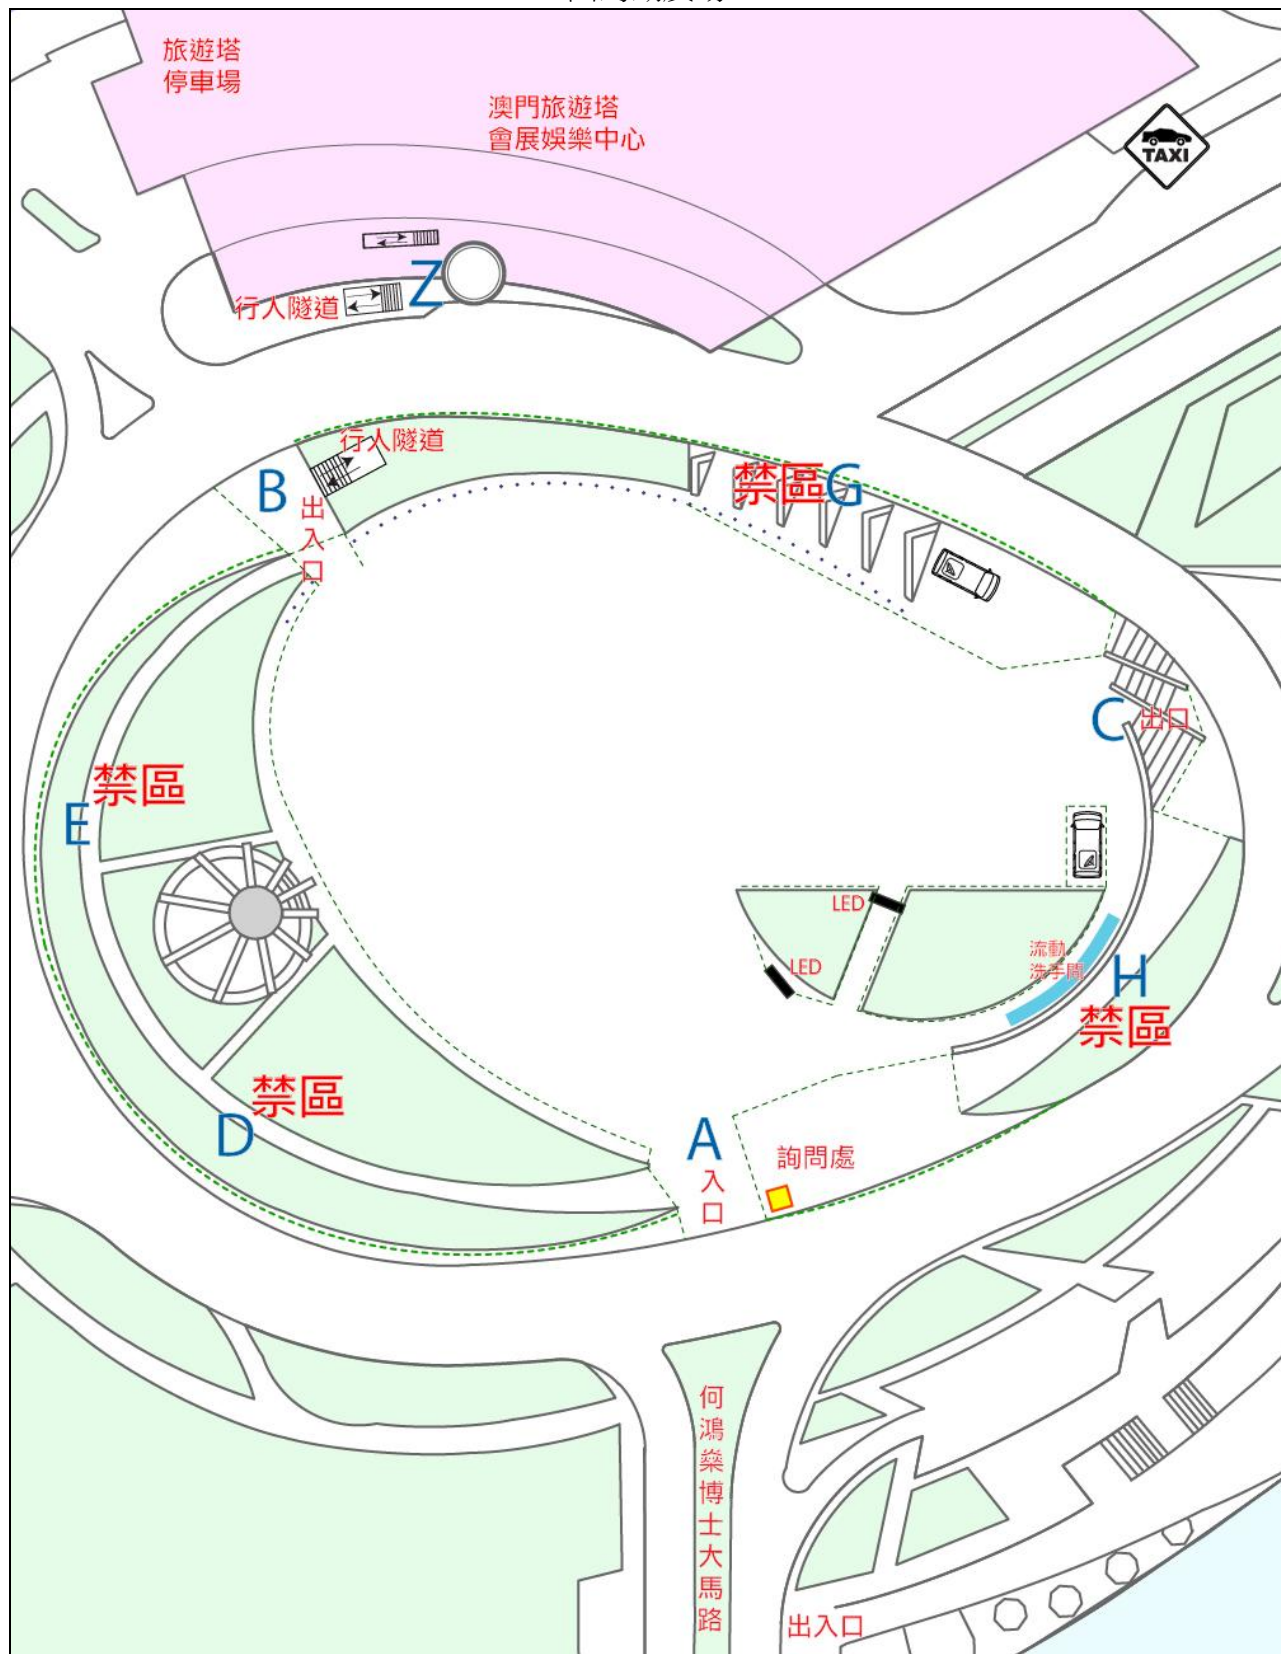 旅遊塔
停車場
澳門旅遊塔
會展娛樂中心
TAXI
Z
行人隧道
行人隧道
B
出入口
禁區
G
C
出口
禁區
E
LED
LED
流動
洗手間
H
禁區
禁區
D
A
入口
詢問處
何鴻燊博士大馬路
出入口